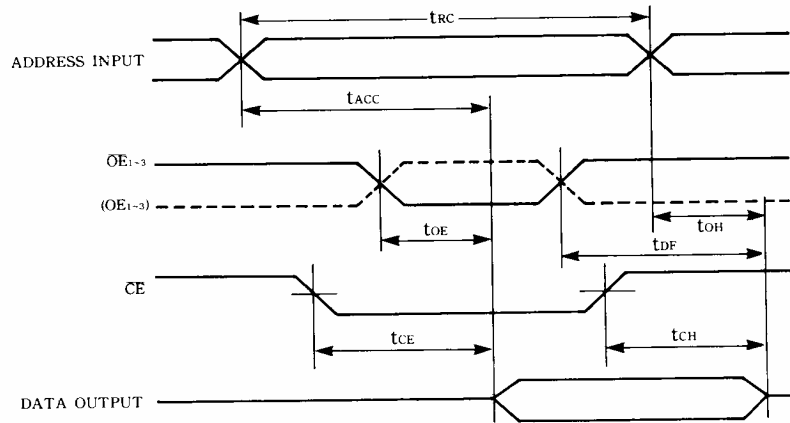 tRC
ADDRESS INPUT
tACC
OE1~3
(OE1~3)
tOE
tOH
tDF
CE
tCE
tCH
DATA OUTPUT